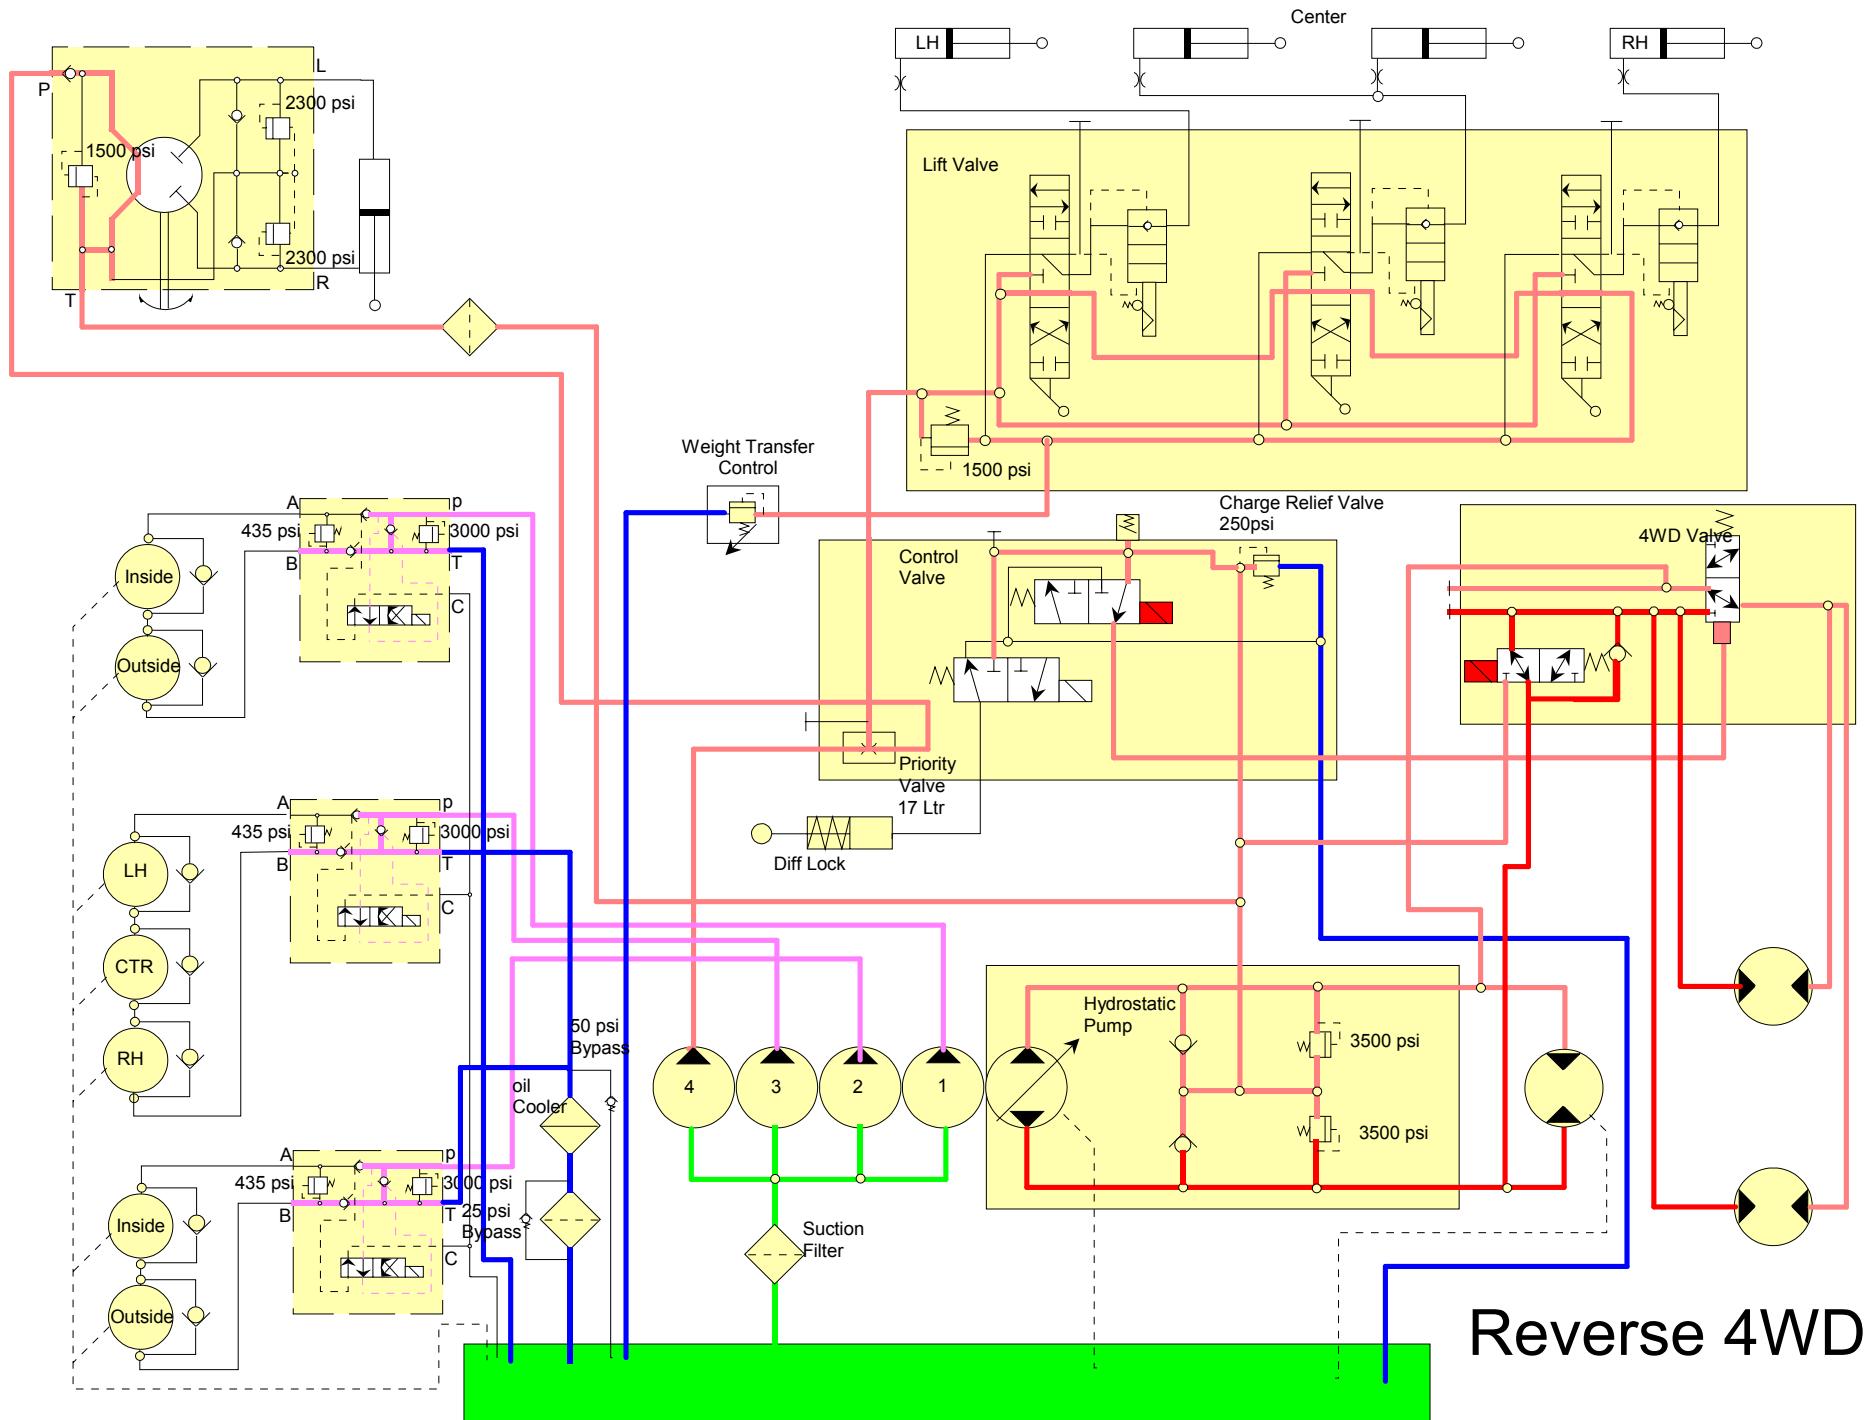 Center
LH
RH
L
P
2300 psi
1500 psi
2300 psi
R
T
Lift Valve
1500 psi
Weight Transfer
Control
Charge Relief Valve
250psi
A
p
435 psi
3000 psi
B
T
C
Inside
Outside
Control
Valve
4WD Valve
Priority
Valve
17 Ltr
Diff Lock
A
p
435 psi
3000 psi
B
T
C
LH
CTR
RH
50 psi
Bypass
oil
Cooler
4
3
2
1
Hydrostatic
Pump
3500 psi
3500 psi
A
p
435 psi
3000 psi
B
T
C
25 psi
Bypass
Inside
Outside
Suction
Filter
Reverse 4WD